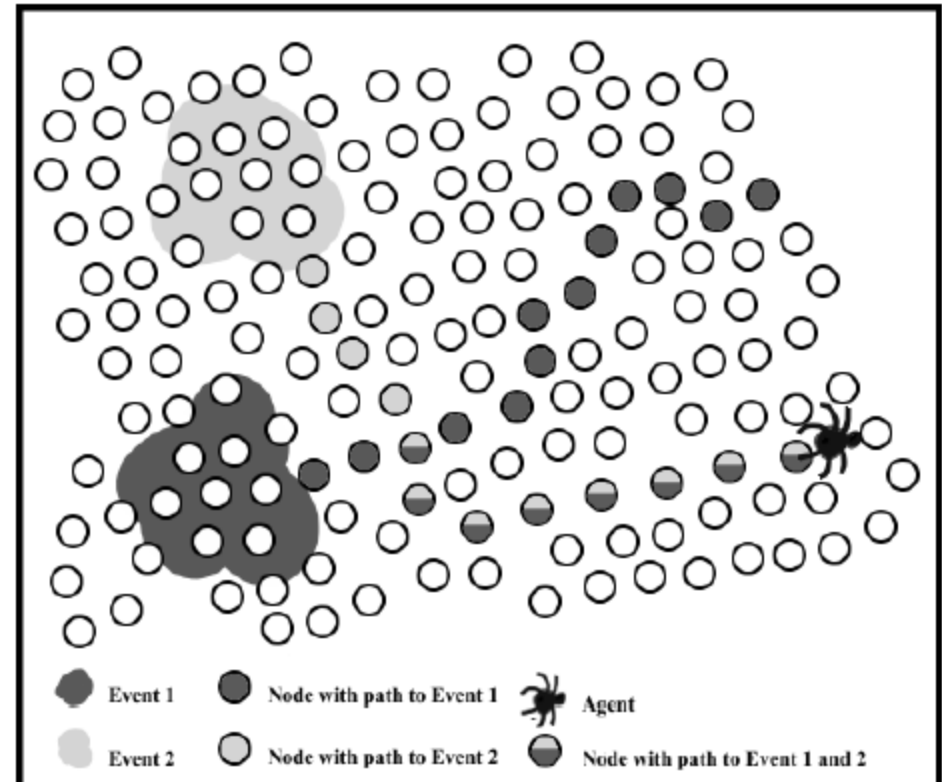 Event 1
Node with path to Event 1
Agent
Event 2
Node with path to Event 2
Node with path to Event 1 and 2